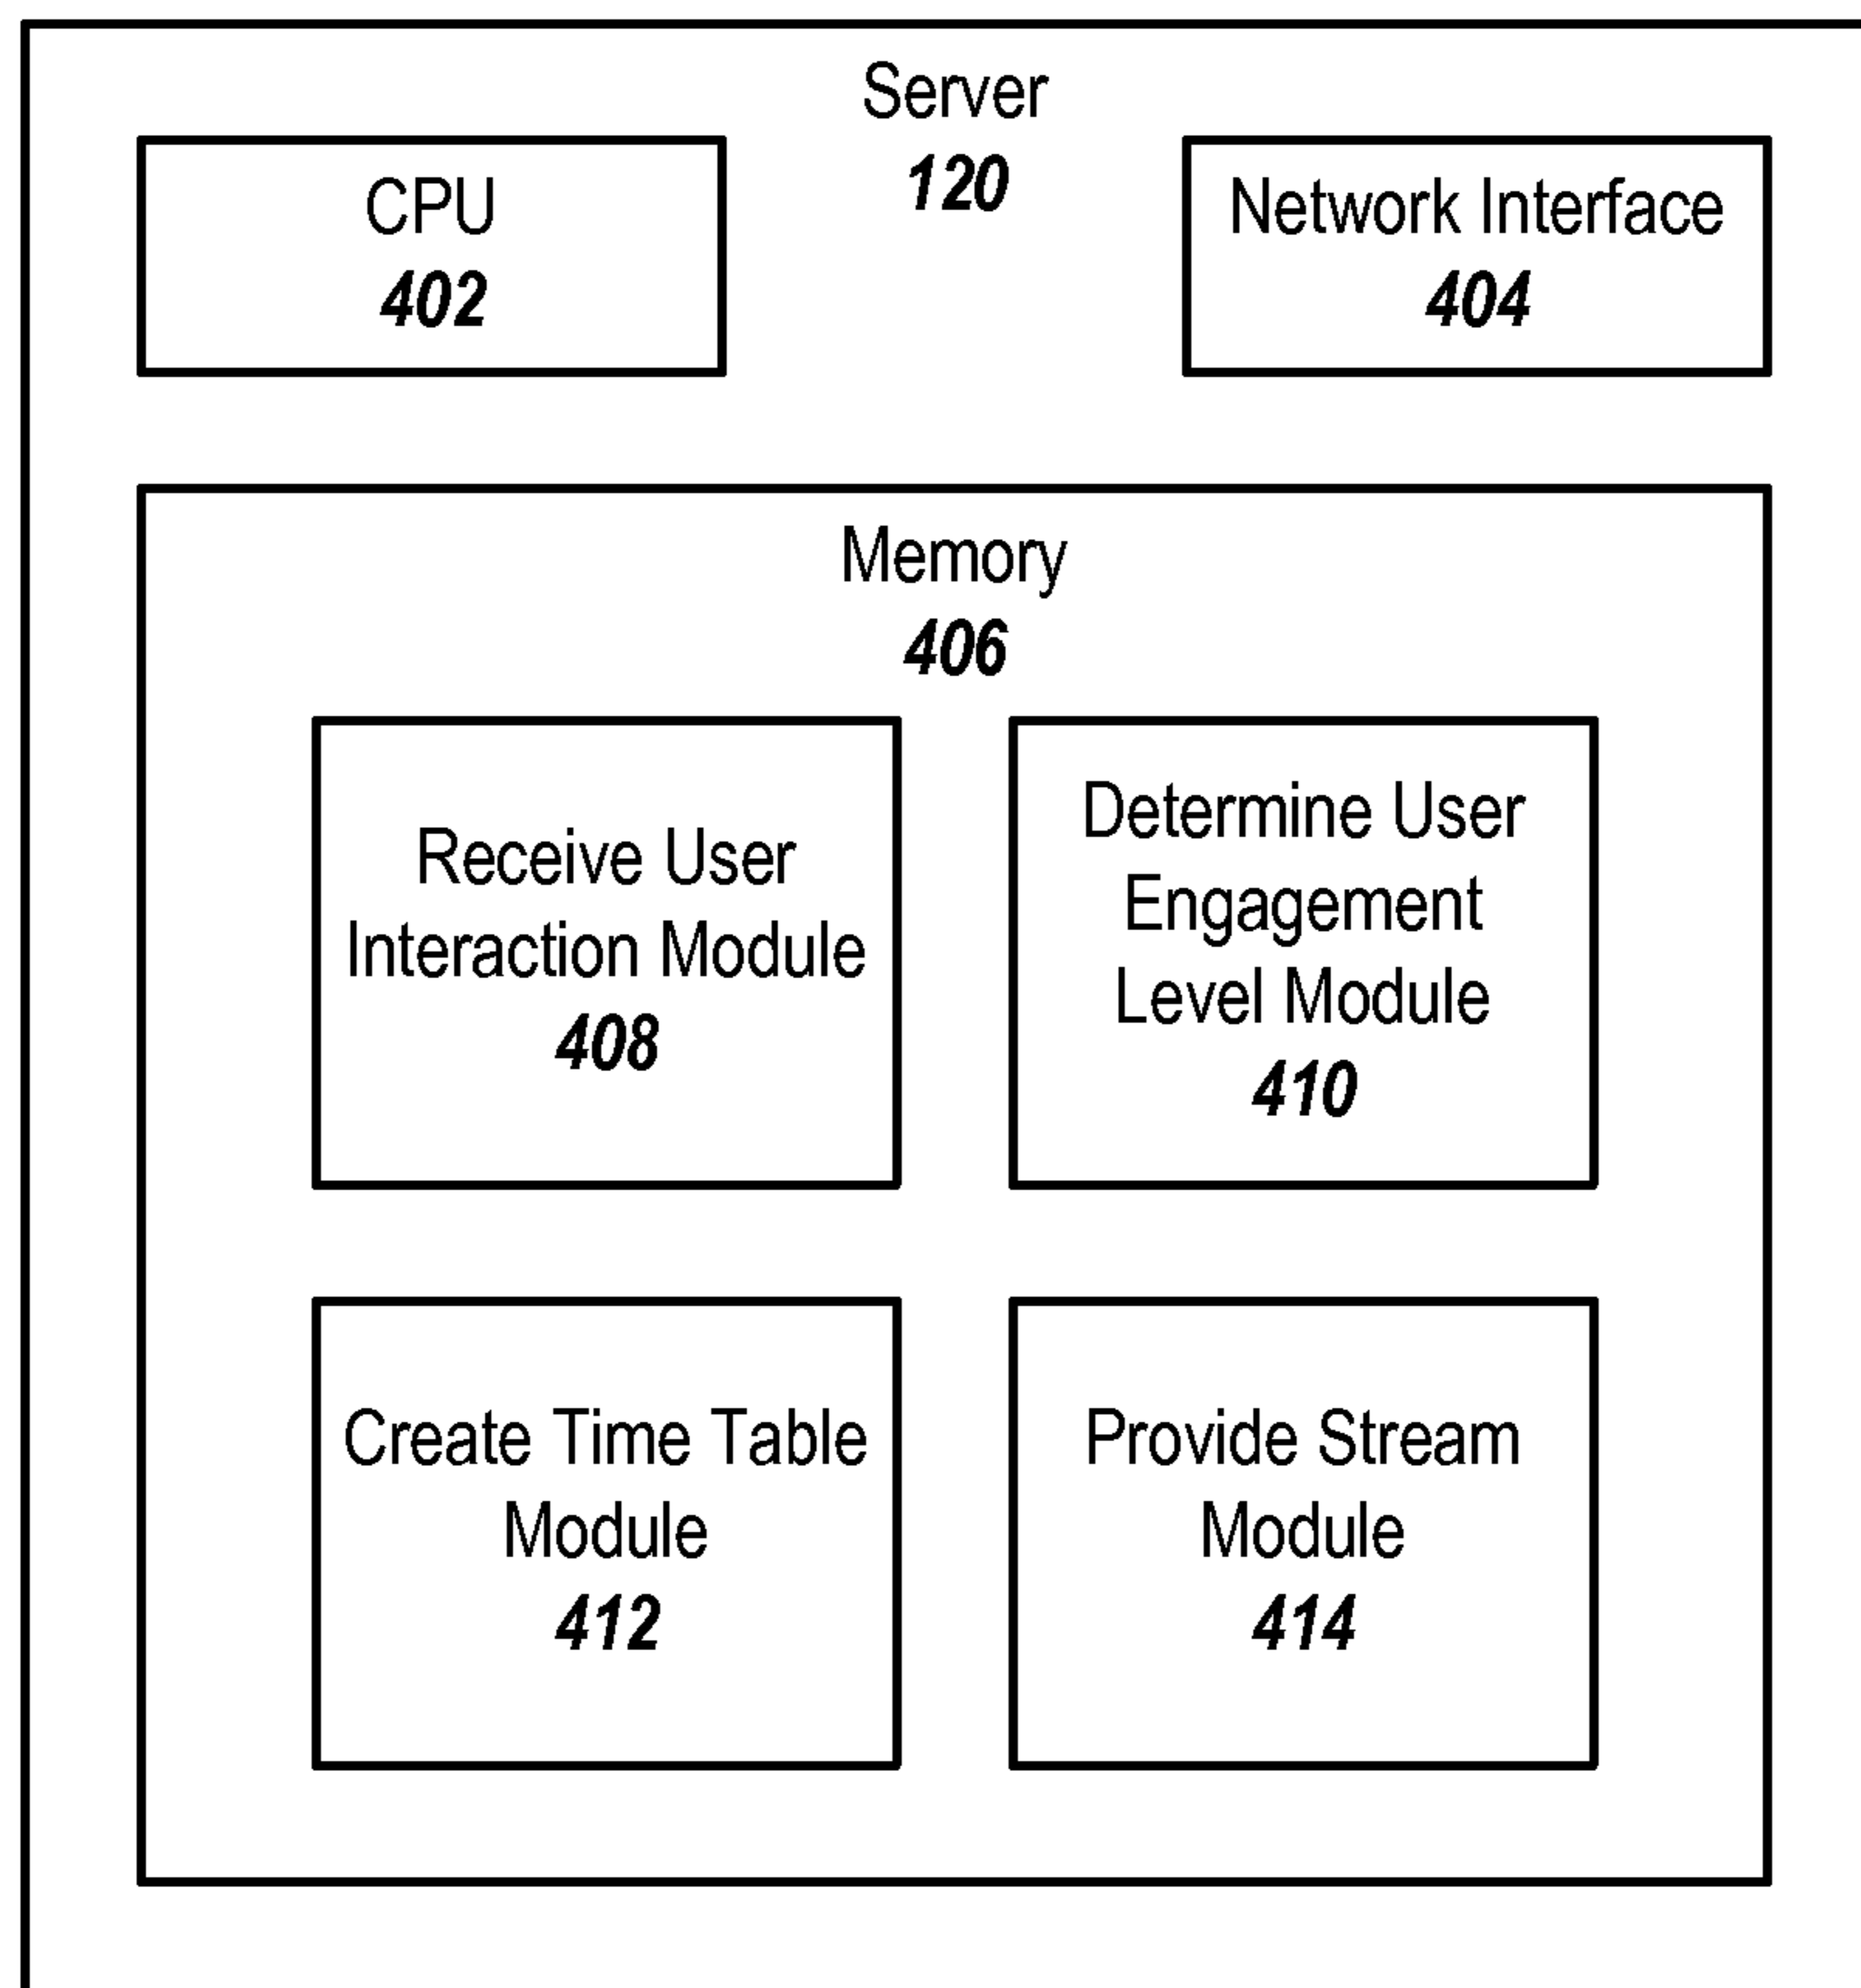 Server
120
CPU
402
Network Interface
404
Memory
406
Receive User
Interaction Module
408
Determine User
Engagement
Level Module
410
Create Time Table
Module
412
Provide Stream
Module
414